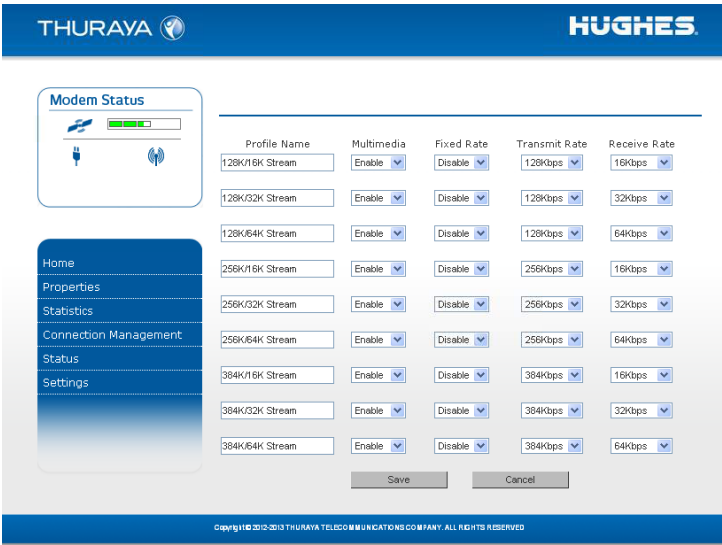 THURAYA HUGHES.
Modem Status
Profile Name Multimedia Fixed Rate Transmit Rate Receive Rate
128K/16K Stream Enable Disable 128Kbps 16Kbps
128K/32K Stream Enable Disable 128Kbps 32Kbps
128K/64K Stream Enable Disable 128Kbps 64Kbps
256K/16K Stream Enable Disable 256Kbps 16Kbps
256K/32K Stream Enable Disable 256Kbps 32Kbps
256K/64K Stream Enable Disable 256Kbps 64Kbps
384K/16K Stream Enable Disable 384Kbps 16Kbps
384K/32K Stream Enable Disable 384Kbps 32Kbps
384K/64K Stream Enable Disable 384Kbps 64Kbps
Home
Properties
Statistics
Connection Management
Status
Settings
Save Cancel
Copyright © 2012-2013 THURAYA TELECOMMUNICATIONS COMPANY. ALL RIGHTS RESERVED